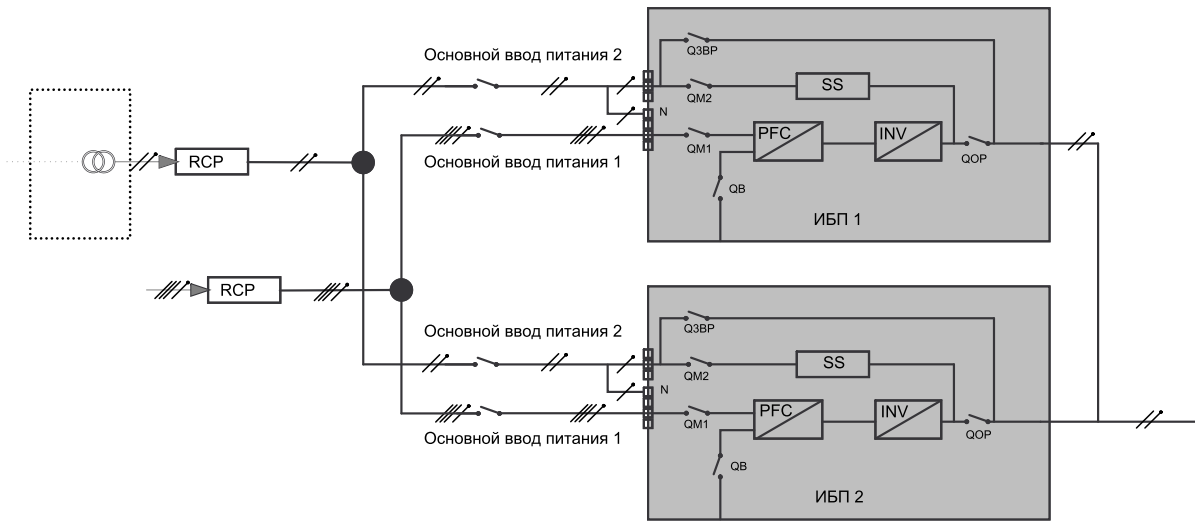 Основной ввод питания 2
Q3BP
QM2
SS
N
RCP
Основной ввод питания 1
QM1
PFC
INV
QOP
QB
ИБП 1
RCP
Основной ввод питания 2
Q3BP
QM2
SS
N
Основной ввод питания 1
QM1
PFC
INV
QOP
QB
ИБП 2